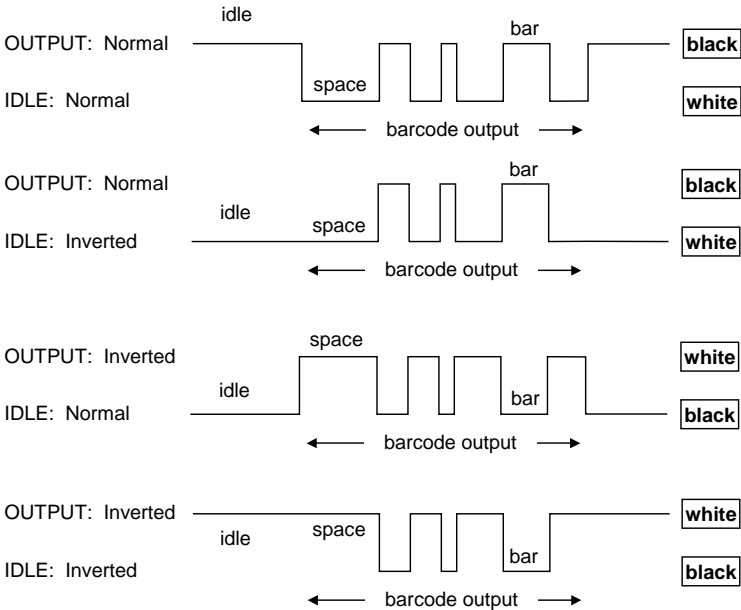 idle
OUTPUT: Normal bar black
IDLE: Normal space white
barcode output
OUTPUT: Normal bar black
idle space
IDLE: Inverted white
barcode output
space
OUTPUT: Inverted white
idle bar
IDLE: Normal black
barcode output
OUTPUT: Inverted white
idle space
bar
IDLE: Inverted black
barcode output